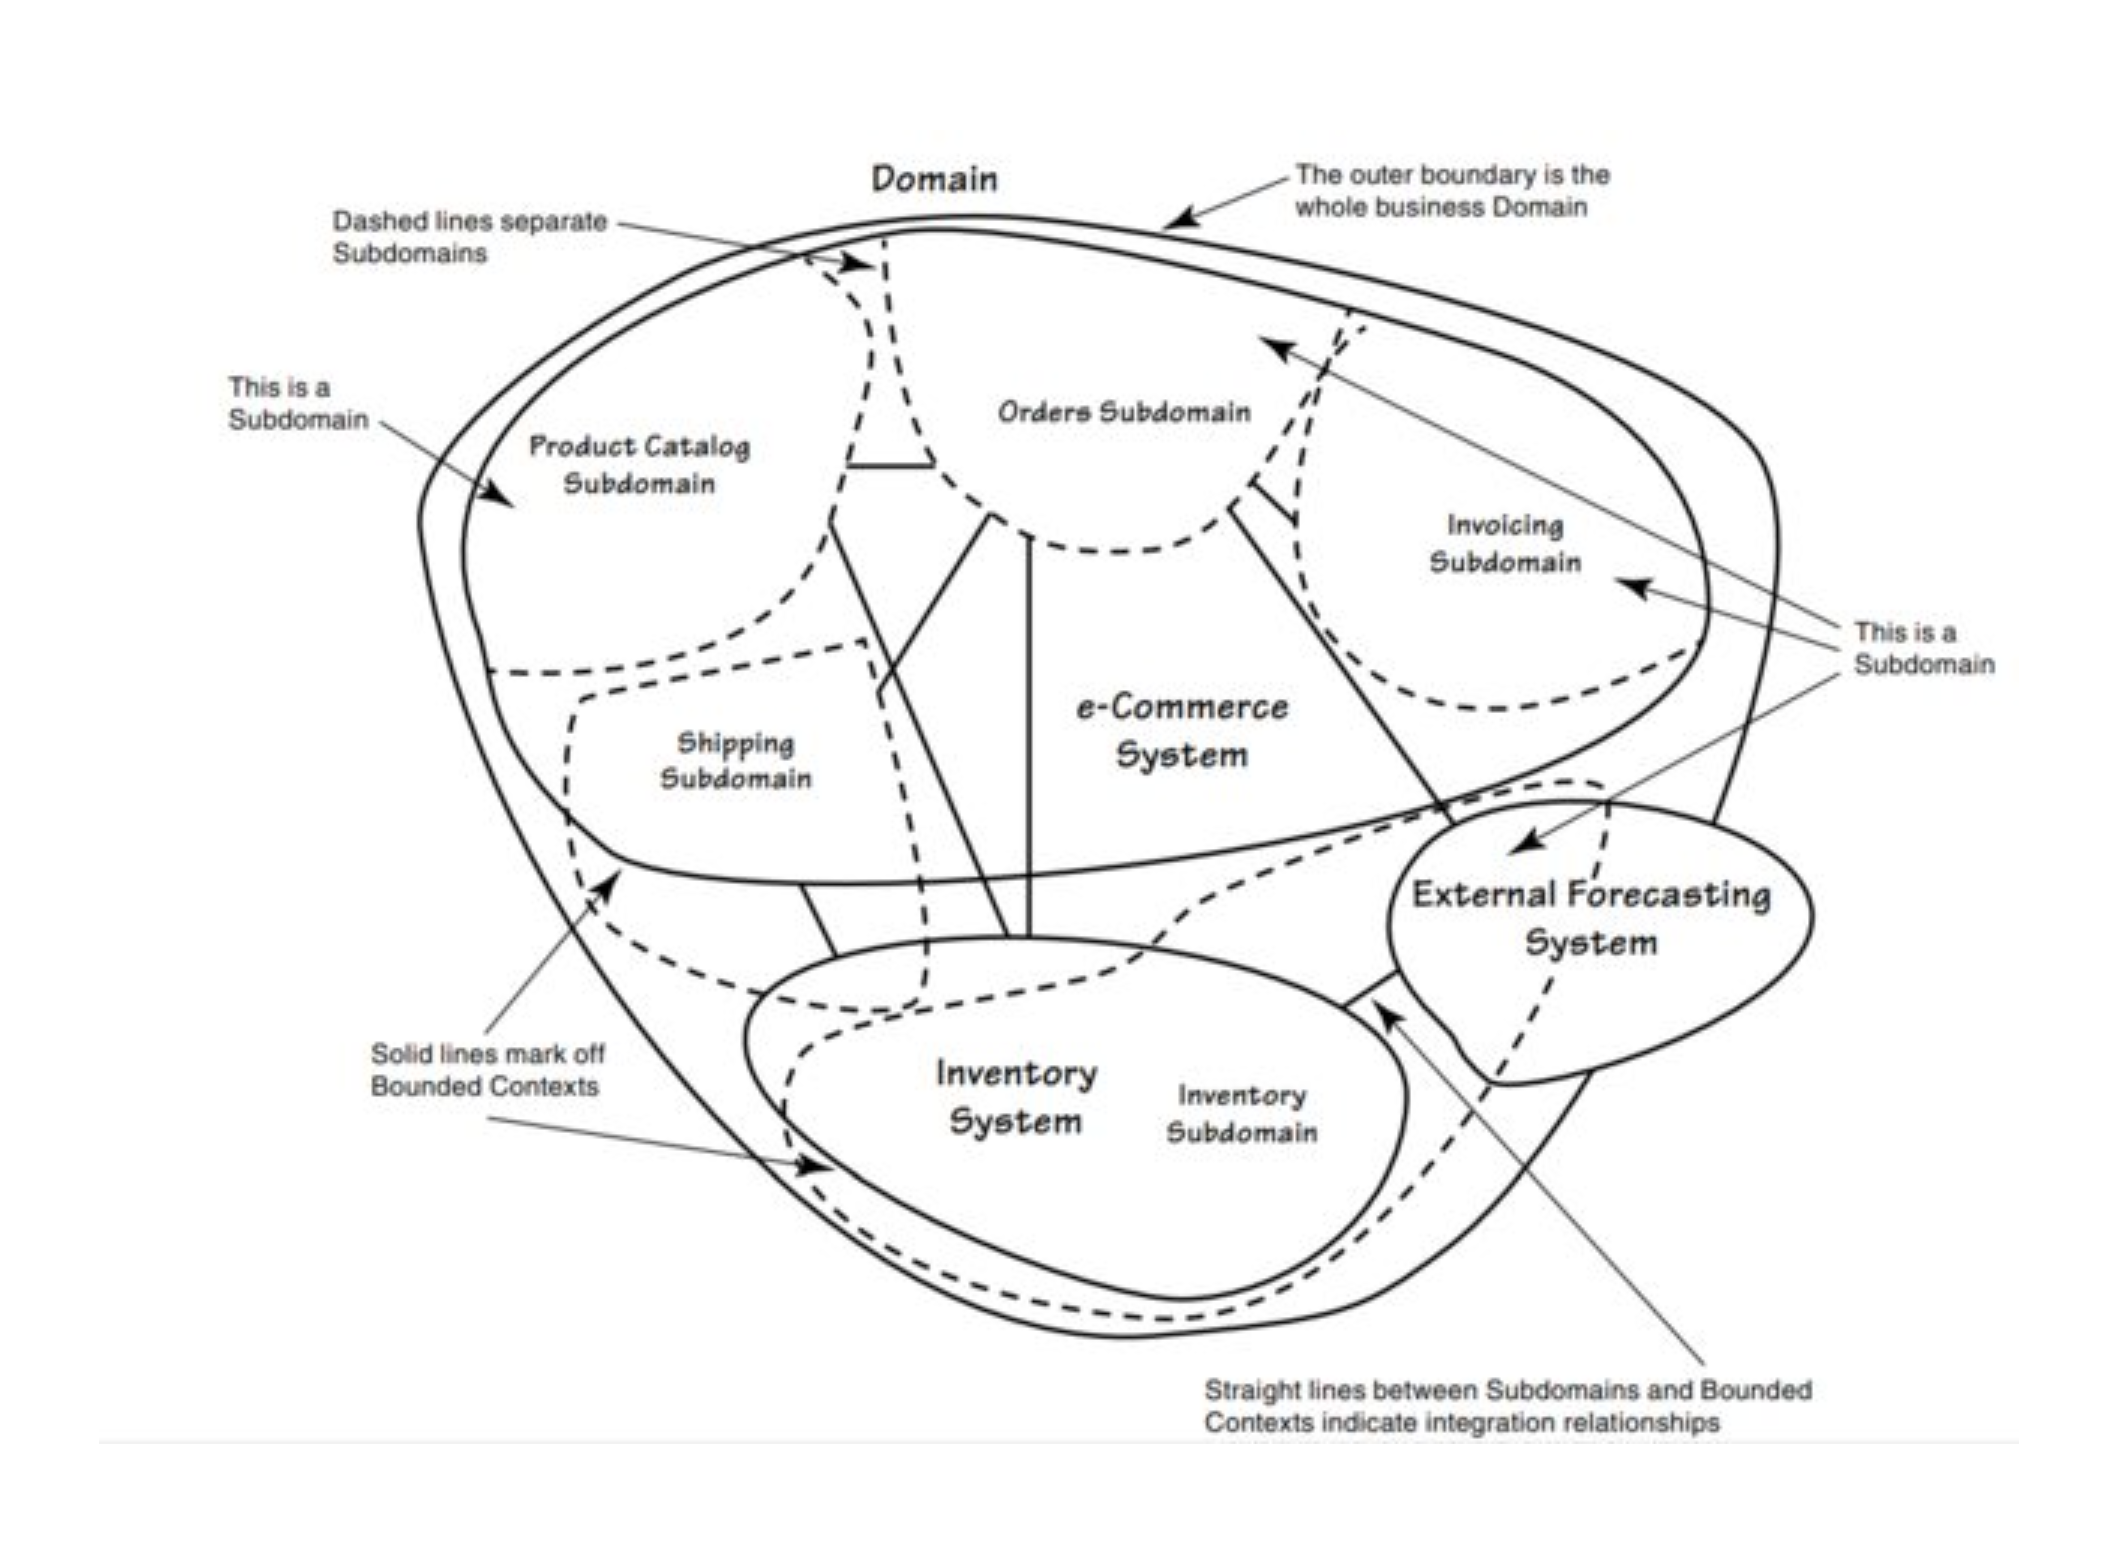 Domain
The outer boundary is the
whole business Domain
Dashed lines separate
Subdomains
This is a
Subdomain
Orders Subdomain
Product Catalog
Subdomain
Invoicing
Subdomain
This is a
Subdomain
e-Commerce
System
Shipping
Subdomain
External Forecasting
System
Solid lines mark off
Bounded Contexts
Inventory
System
Inventory
Subdomain
Straight lines between Subdomains and Bounded
Contexts indicate integration relationships